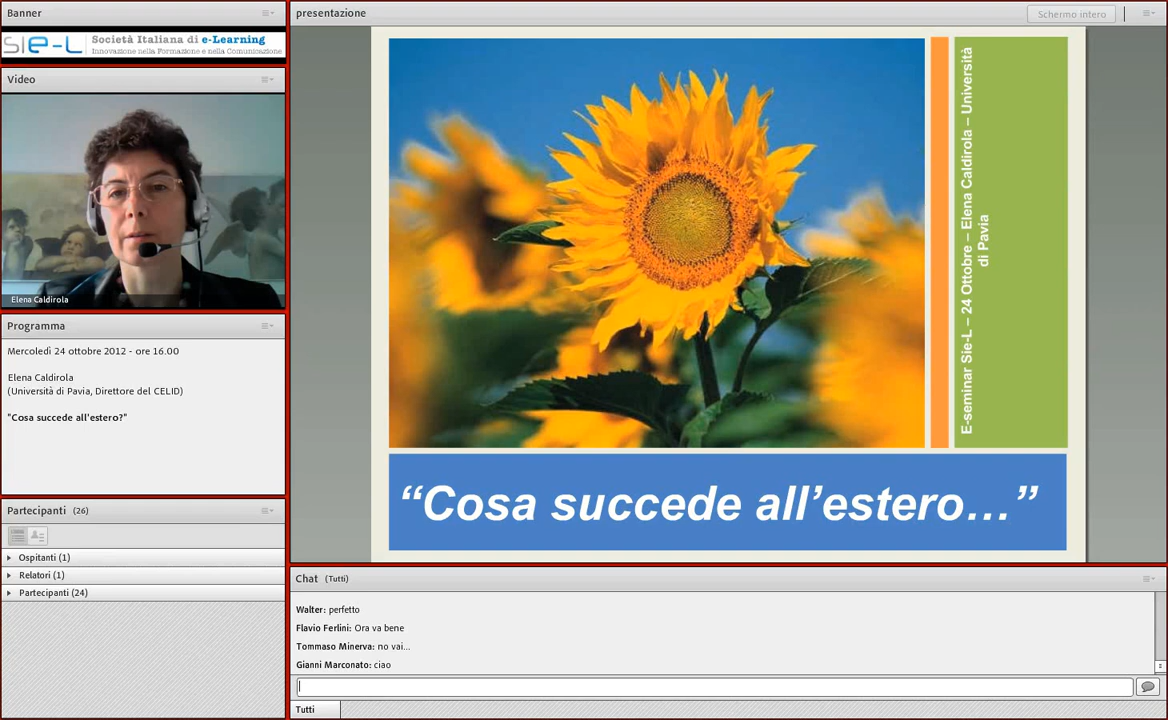 Banner
sie-L
Società Italiana di e-Learning
Innovazione nella Formazione e nella Comunicazione
Video
Elena Caldirola
Programma
Mercoledì 24 ottobre 2012 - ore 16.00
Elena Caldirola
(Università di Pavia, Direttore del CELID)
"Cosa succede all'estero?"
Partecipanti (26)
Ospitanti (1)
Relatori (1)
Partecipanti (24)
presentazione
Schermo intero
E-seminar Sie-L – 24 Ottobre – Elena Caldirola – Università
di Pavia
“Cosa succede all’estero…”
Chat (Tutti)
Walter: perfetto
Flavio Ferlini: Ora va bene
Tommaso Minerva: no vai...
Gianni Marconato: ciao
Tutti